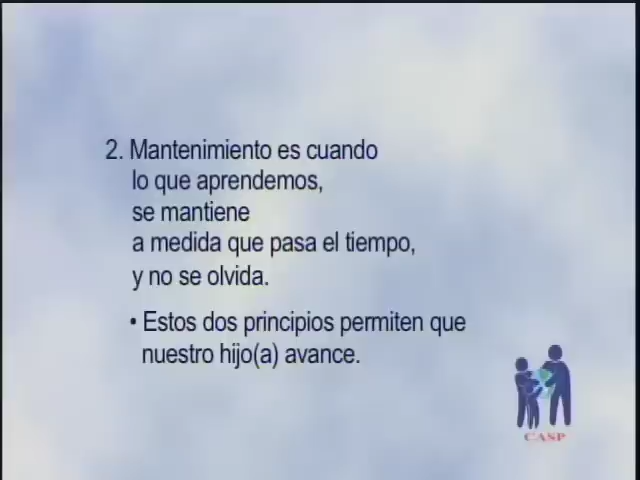 2. Mantenimiento es cuando
lo que aprendemos,
se mantiene
a medida que pasa el tiempo,
y no se olvida.
• Estos dos principios permiten que
nuestro hijo(a) avance.
CASP